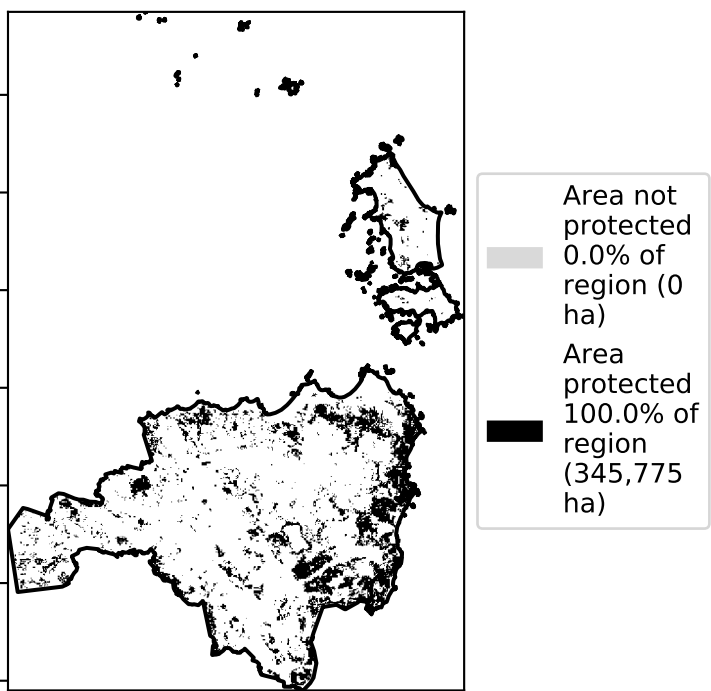 Area not
protected
0.0% of
region (0
ha)
Area
protected
100.0% of
region
(345,775
ha)